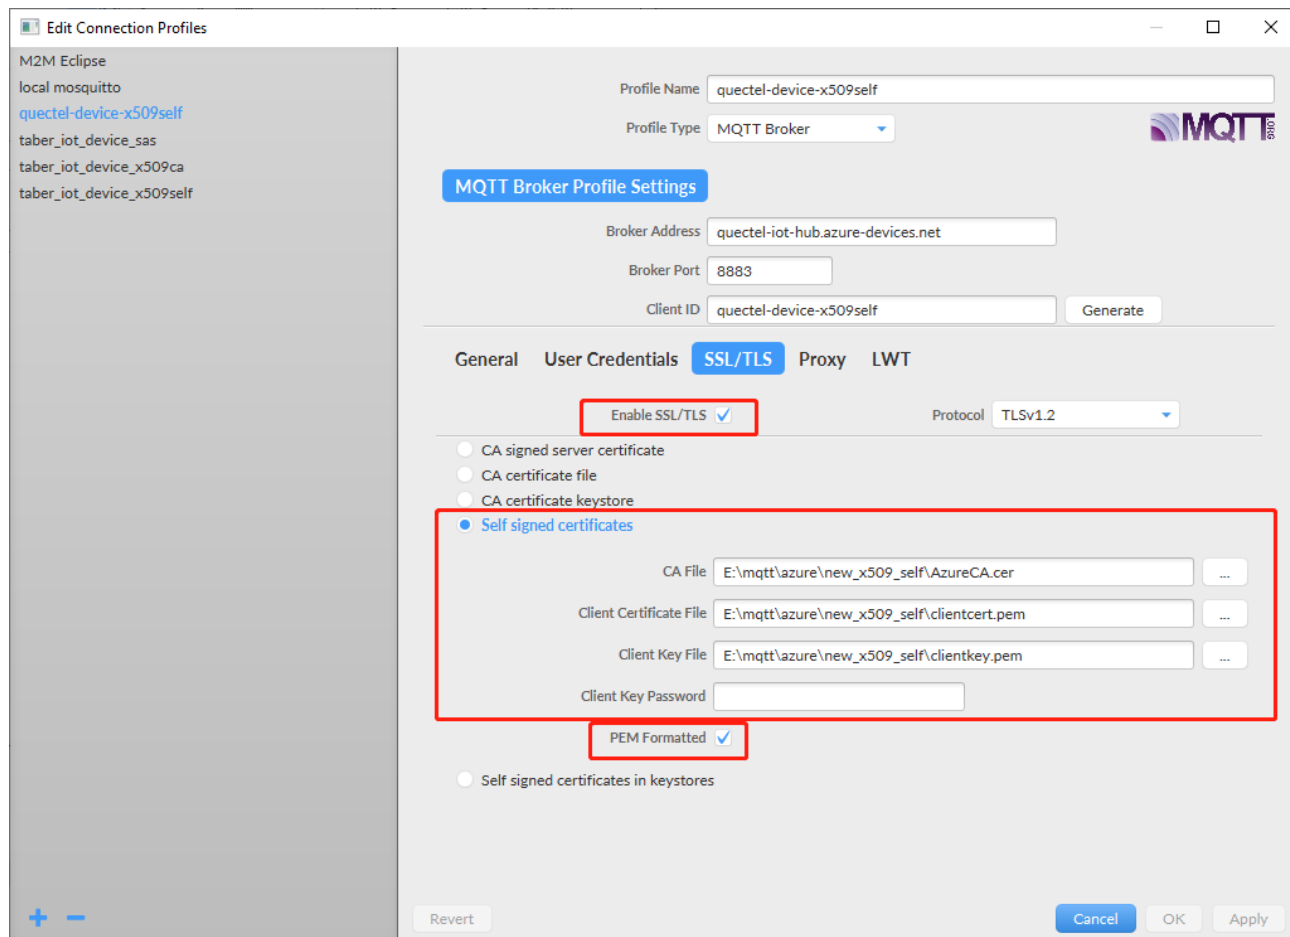 Edit Connection Profiles
M2M Eclipse
local mosquitto
quectel-device-x509self
taber_iot_device_sas
taber_iot_device_x509ca
taber_iot_device_x509self
Profile Name quectel-device-x509self
Profile Type MQTT Broker
MQTT.ORG
MQTT Broker Profile Settings
Broker Address quectel-iot-hub.azure-devices.net
Broker Port 8883
Client ID quectel-device-x509self Generate
General User Credentials SSL/TLS Proxy LWT
Enable SSL/TLS Protocol TLSv1.2
CA signed server certificate
CA certificate file
CA certificate keystore
Self signed certificates
CA File E:\mqtt\azure\new_x509_self\AzureCA.cer ...
Client Certificate File E:\mqtt\azure\new_x509_self\clientcert.pem ...
Client Key File E:\mqtt\azure\new_x509_self\clientkey.pem ...
Client Key Password
PEM Formatted
Self signed certificates in keystores
Revert Cancel OK Apply